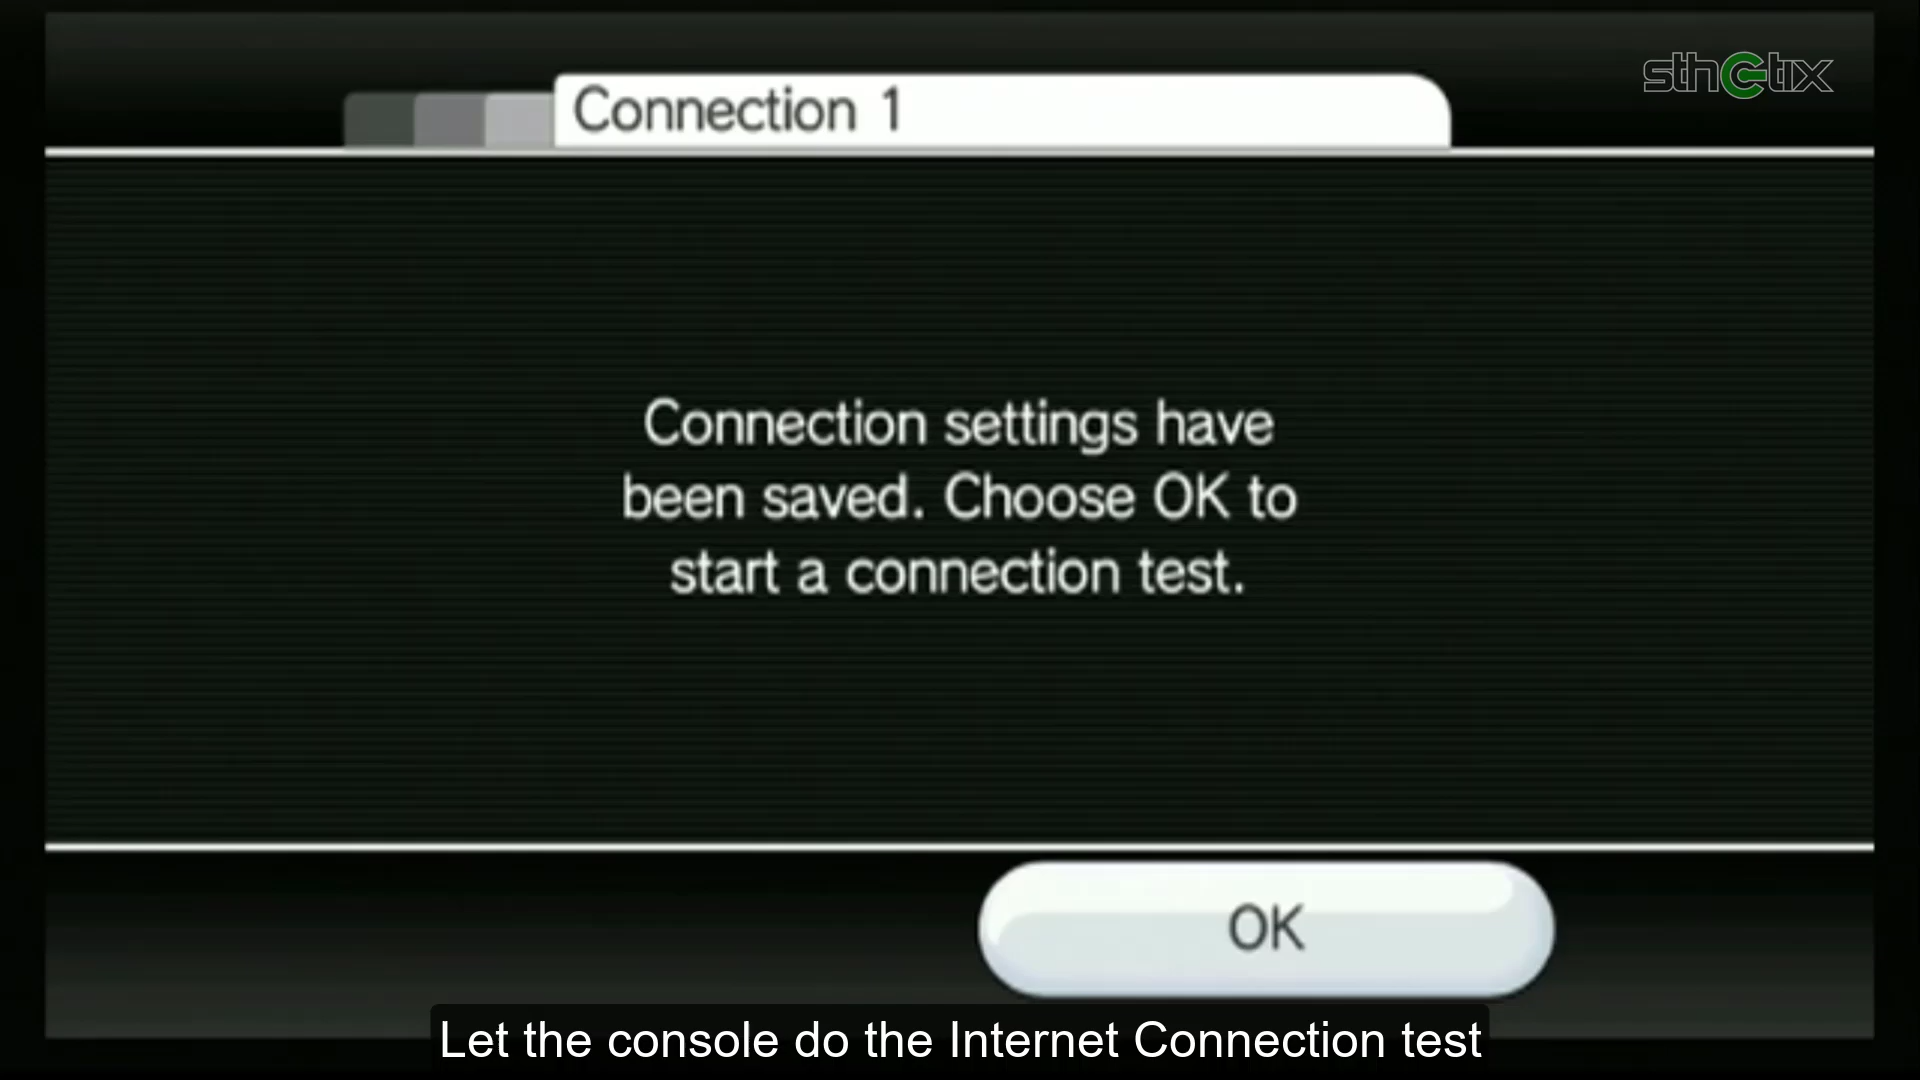 sthetix
Connection 1
Connection settings have
been saved. Choose OK to
start a connection test.
OK
Let the console do the Internet Connection test